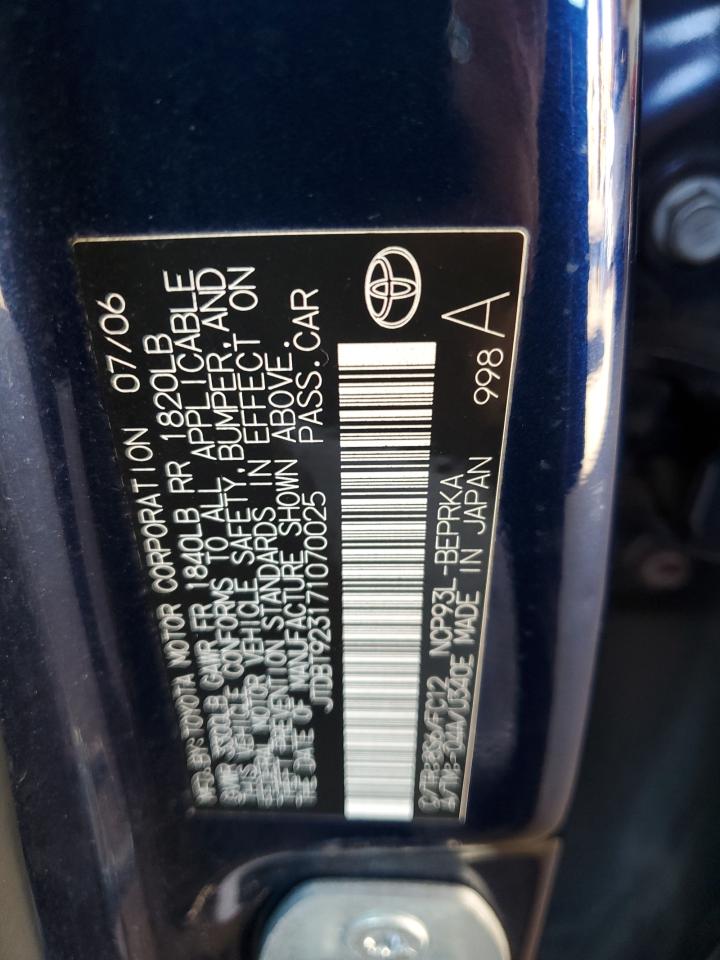 MFD. BY: TOYOTA MOTOR CORPORATION 07/06
GVWR 3300LB GAWR FR 1840LB RR 1820LB
THIS VEHICLE CONFORMS TO ALL APPLICABLE
FEDERAL MOTOR VEHICLE SAFETY, BUMPER, AND
THEFT PREVENTION STANDARDS IN EFFECT ON
THE DATE OF MANUFACTURE SHOWN ABOVE.
JTDBT923171070025 PASS.CAR
C/TR: 8S6/FC12 NCP93L-BEPRKA 998 A
A/TM: -04A/U340E MADE IN JAPAN